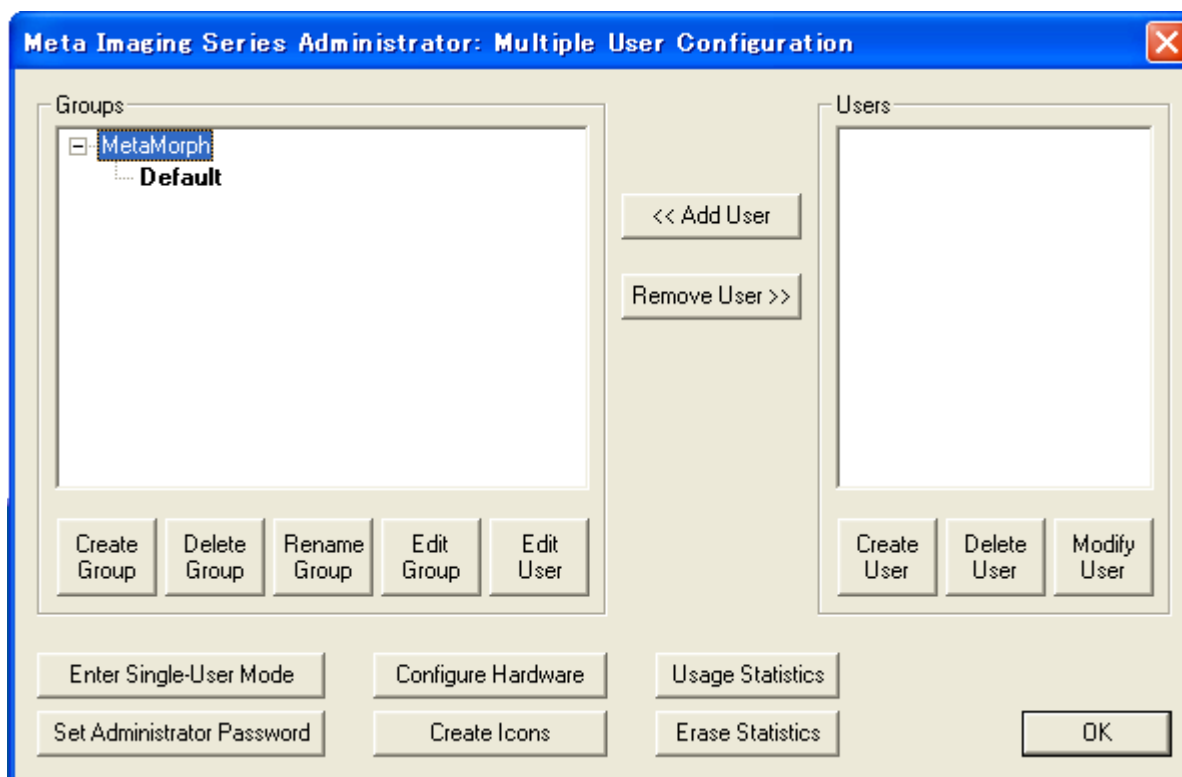 Meta Imaging Series Administrator: Multiple User Configuration
Groups
MetaMorph
Default
<< Add User
Remove User >>
Users
Create
Group
Delete
Group
Rename
Group
Edit
Group
Edit
User
Create
User
Delete
User
Modify
User
Enter Single-User Mode
Configure Hardware
Usage Statistics
Set Administrator Password
Create Icons
Erase Statistics
OK